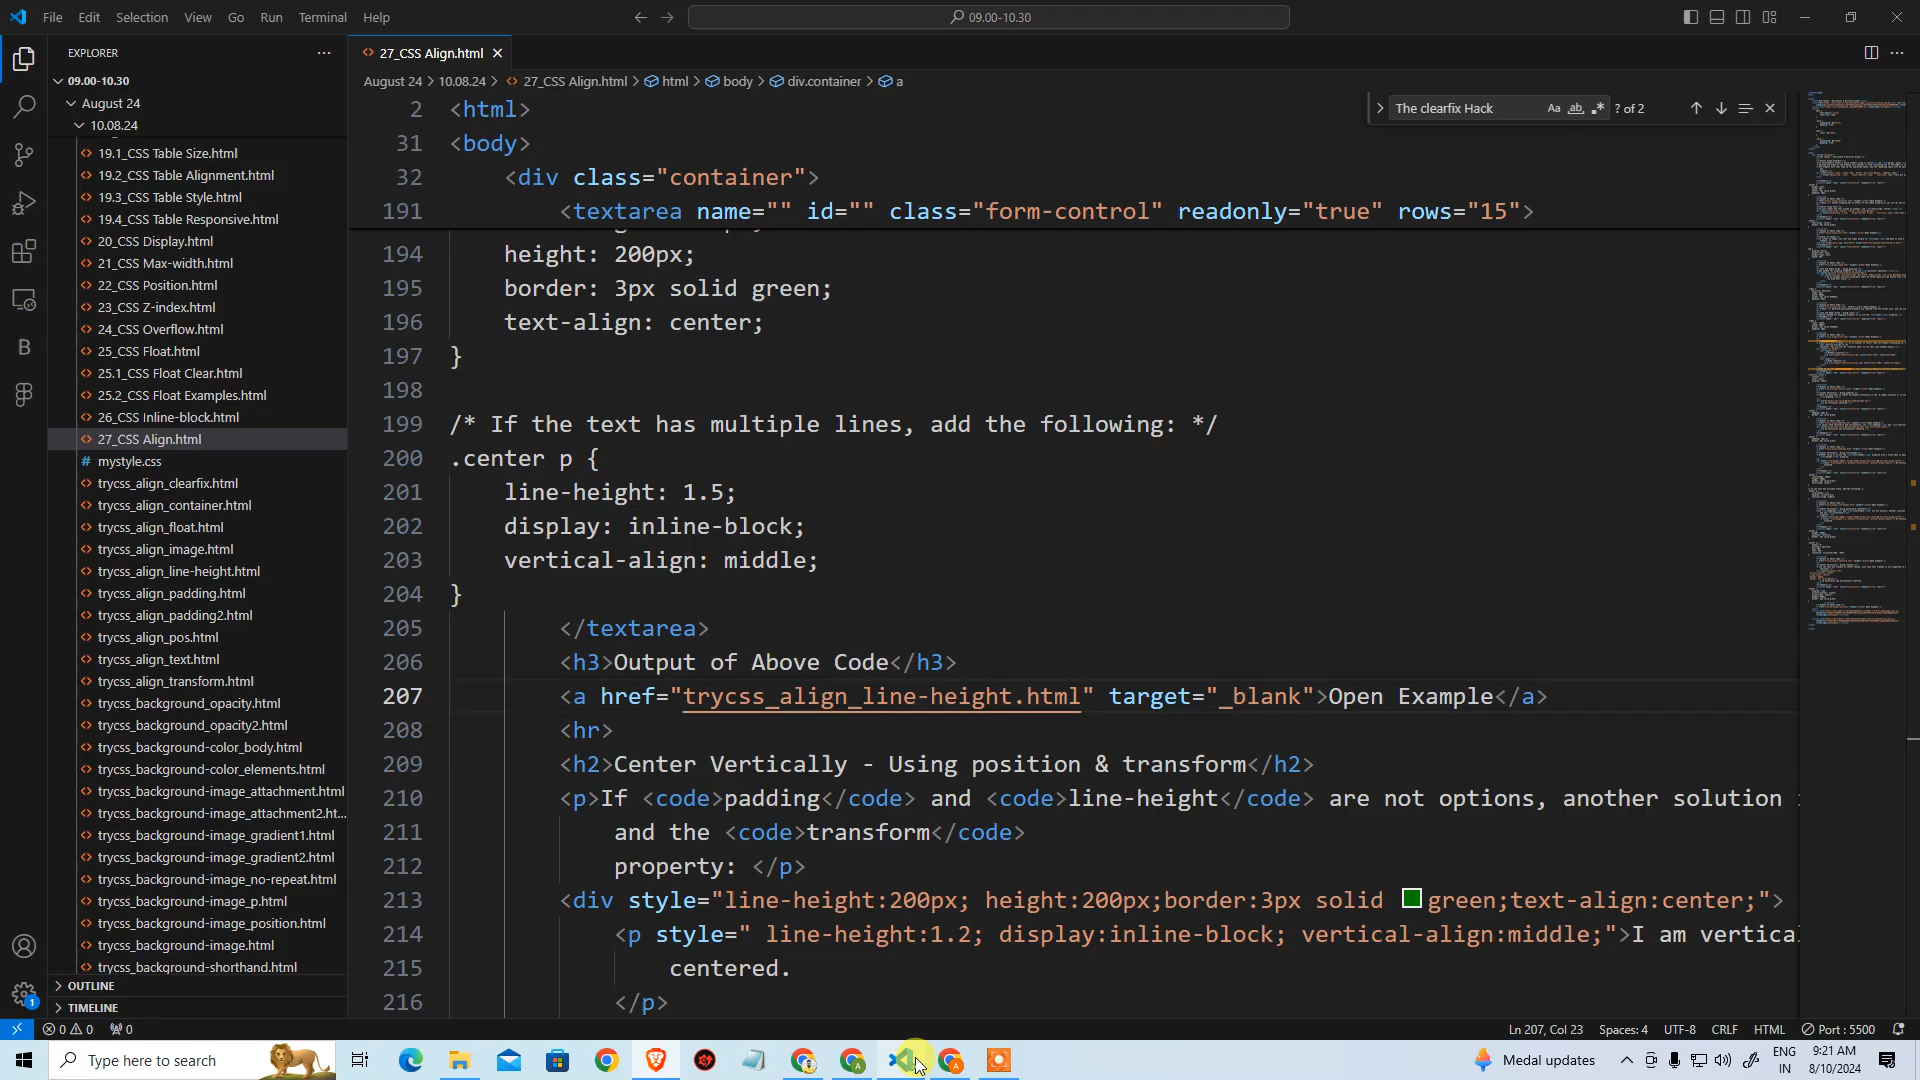 File Edit Selection View Go Run Terminal Help
09.00-10.30
EXPLORER
27_CSS Align.html
09.00-10.30
August 24
10.08.24
19.1_CSS Table Size.html
19.2_CSS Table Alignment.html
19.3_CSS Table Style.html
19.4_CSS Table Responsive.html
20_CSS Display.html
21_CSS Max-width.html
22_CSS Position.html
23_CSS Z-index.html
24_CSS Overflow.html
25_CSS Float.html
25.1_CSS Float Clear.html
25.2_CSS Float Examples.html
26_CSS Inline-block.html
27_CSS Align.html
mystyle.css
trycss_align_clearfix.html
trycss_align_container.html
trycss_align_float.html
trycss_align_image.html
trycss_align_line-height.html
trycss_align_padding.html
trycss_align_padding2.html
trycss_align_pos.html
trycss_align_text.html
trycss_align_transform.html
trycss_background_opacity.html
trycss_background_opacity2.html
trycss_background-color_body.html
trycss_background-color_elements.html
trycss_background-image_attachment.html
trycss_background-image_attachment2.ht...
trycss_background-image_gradient1.html
trycss_background-image_gradient2.html
trycss_background-image_no-repeat.html
trycss_background-image_p.html
trycss_background-image_position.html
trycss_background-image.html
trycss_background-shorthand.html
OUTLINE
TIMELINE
August 24 > 10.08.24 > 27_CSS Align.html > html > body > div.container > a
The clearfix Hack Aa ab ? of 2
2 <html>
31 <body>
32 <div class="container">
191 <textarea name="" id="" class="form-control" readonly="true" rows="15">
194 height: 200px;
195 border: 3px solid green;
196 text-align: center;
197 }
198
199 /* If the text has multiple lines, add the following: */
200 .center p {
201 line-height: 1.5;
202 display: inline-block;
203 vertical-align: middle;
204 }
205 </textarea>
206 <h3>Output of Above Code</h3>
207 <a href="trycss_align_line-height.html" target="_blank">Open Example</a>
208 <hr>
209 <h2>Center Vertically - Using position & transform</h2>
210 <p>If <code>padding</code> and <code>line-height</code> are not options, another solution
211 and the <code>transform</code>
212 property: </p>
213 <div style="line-height:200px; height:200px;border:3px solid green;text-align:center;">
214 <p style=" line-height:1.2; display:inline-block; vertical-align:middle;">I am vertica
215 centered.
216 </p>
0 0 0 Ln 207, Col 23 Spaces: 4 UTF-8 CRLF HTML Port : 5500
Type here to search
Medal updates
ENG
IN
9:21 AM
8/10/2024